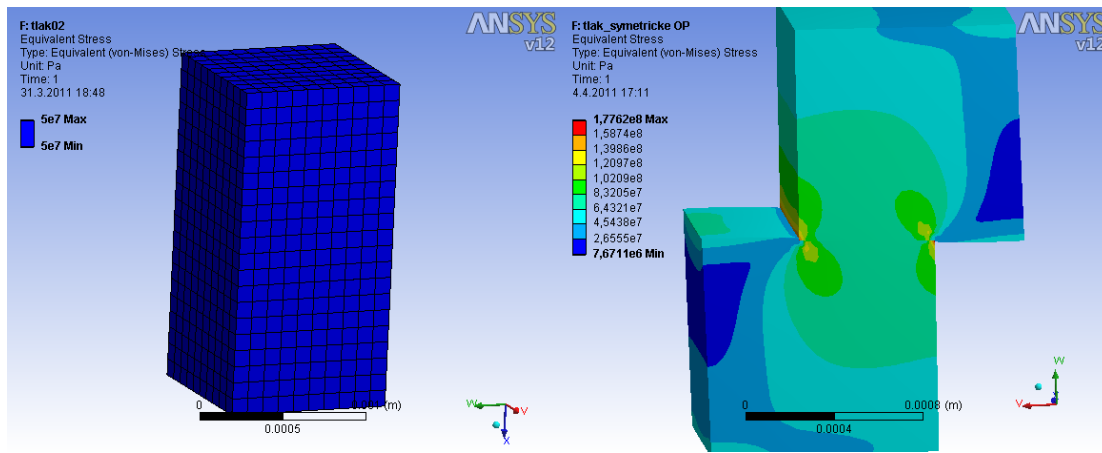 F: tlak02
Equivalent Stress
Type: Equivalent (von-Mises) Stress
Unit: Pa
Time: 1
31.3.2011 18:48
5e7 Max
5e7 Min
ANSYS
v12
0
0.001 (m)
0.0005
W
V
X
F: tlak_symetricke OP
Equivalent Stress
Type: Equivalent (von-Mises) Stress
Unit: Pa
Time: 1
4.4.2011 17:11
1,7762e8 Max
1,5874e8
1,3986e8
1,2097e8
1,0209e8
8,3205e7
6,4321e7
4,5438e7
2,6555e7
7,6711e6 Min
ANSYS
v12
0
0.0008 (m)
0.0004
W
V